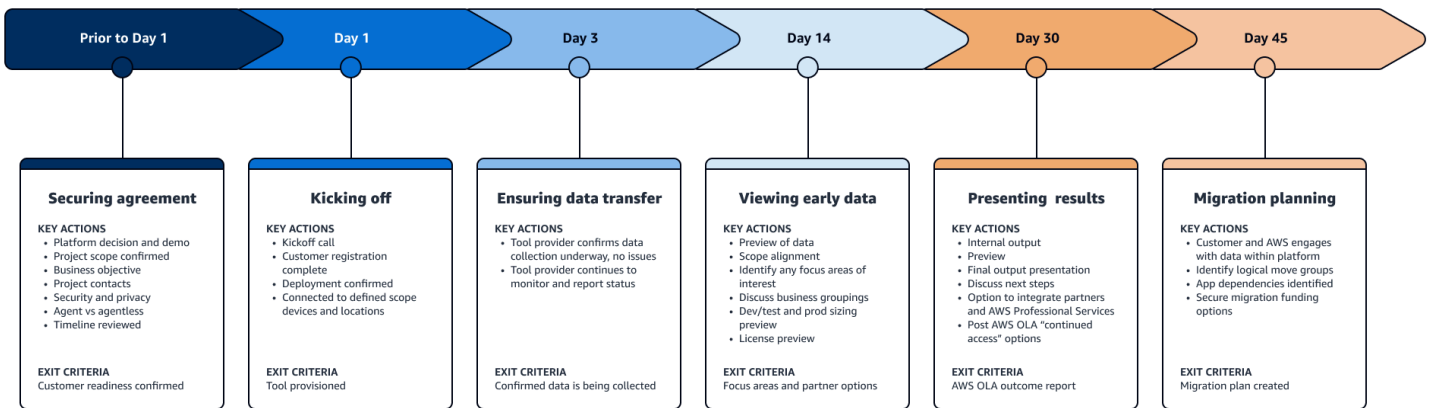 Prior to Day 1
Day 1
Day 3
Day 14
Day 30
Day 45
Securing agreement
KEY ACTIONS
• Platform decision and demo
• Project scope confirmed
• Business objective
• Project contacts
• Security and privacy
• Agent vs agentless
• Timeline reviewed
EXIT CRITERIA
Customer readiness confirmed
Kicking off
KEY ACTIONS
• Kickoff call
• Customer registration
complete
• Deployment confirmed
• Connected to defined scope
devices and locations
EXIT CRITERIA
Tool provisioned
Ensuring data transfer
KEY ACTIONS
• Tool provider confirms data
collection underway, no issues
• Tool provider continues to
monitor and report status
EXIT CRITERIA
Confirmed data is being collected
Viewing early data
KEY ACTIONS
• Preview of data
• Scope alignment
• Identify any focus areas of
interest
• Discuss business groupings
• Dev/test and prod sizing
preview
• License preview
EXIT CRITERIA
Focus areas and partner options
Presenting results
KEY ACTIONS
• Internal output
• Preview
• Final output presentation
• Discuss next steps
• Option to integrate partners
and AWS Professional Services
• Post AWS OLA “continued
access” options
EXIT CRITERIA
AWS OLA outcome report
Migration planning
KEY ACTIONS
• Customer and AWS engages
with data within platform
• Identify logical move groups
• App dependencies identified
• Secure migration funding
options
EXIT CRITERIA
Migration plan created